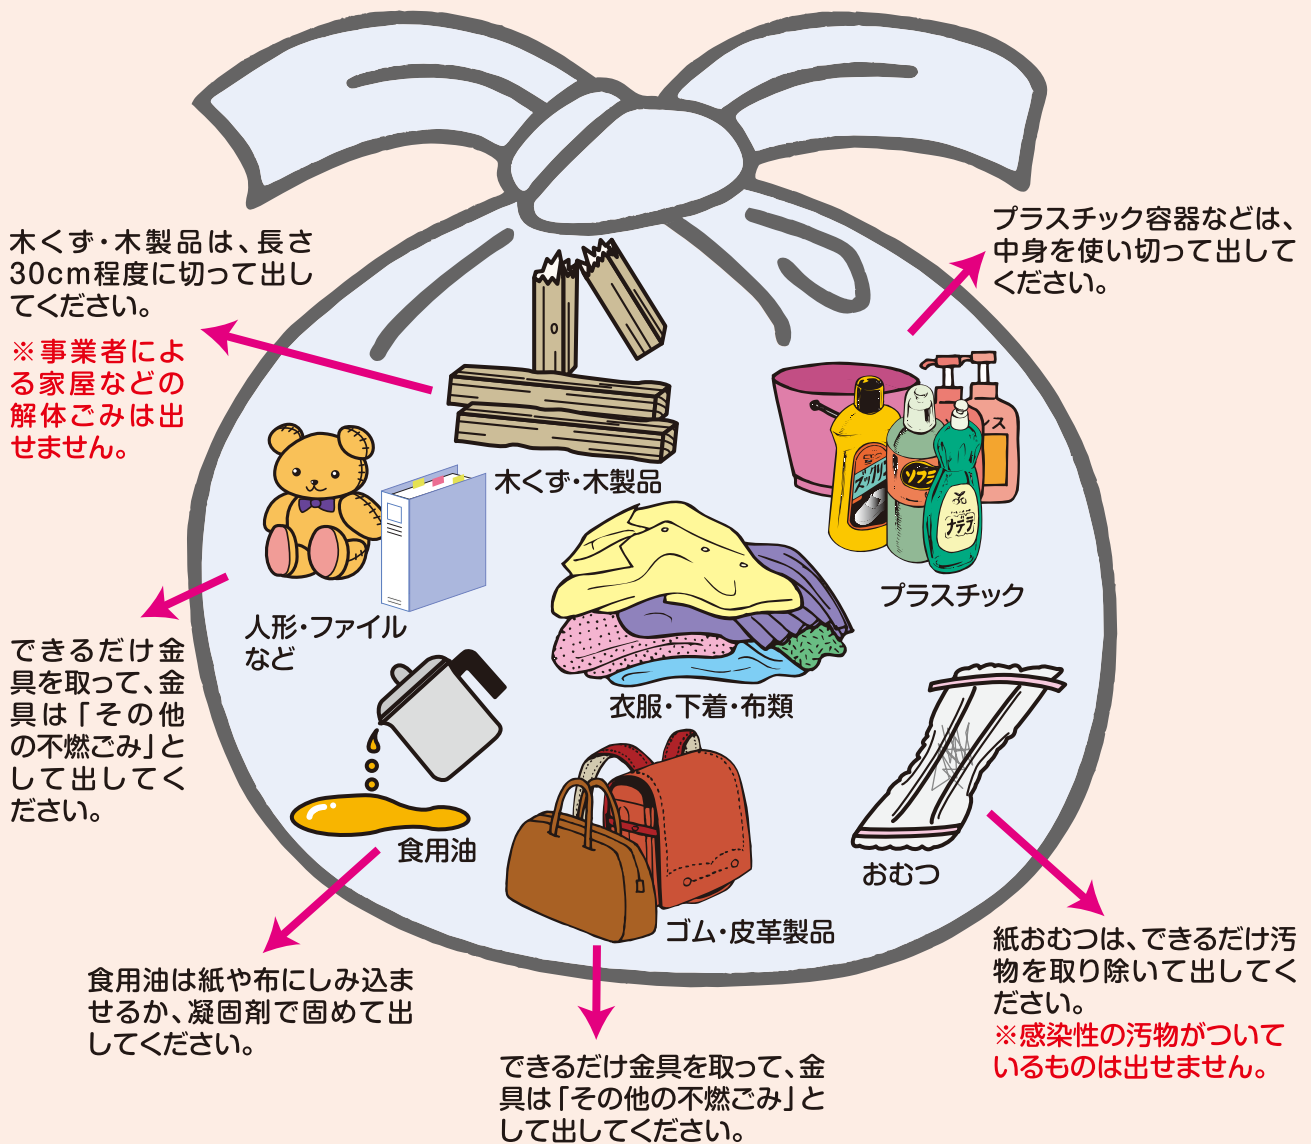 木くず・木製品は、長さ
30cm程度に切って出し
てください。
※事業者によ
る家屋などの
解体ごみは出
せません。
プラスチック容器などは、
中身を使い切って出して
ください。
木くず・木製品
ズックリン
ソフラ
ンス
ナテラ
プラスチック
人形・ファイル
など
できるだけ金
具を取って、金
具は「その他
の不燃ごみ」と
して出してく
ださい。
衣服・下着・布類
食用油
おむつ
ゴム・皮革製品
食用油は紙や布にしみ込ま
せるか、凝固剤で固めて出
してください。
できるだけ金具を取って、金
具は「その他の不燃ごみ」と
して出してください。
紙おむつは、できるだけ汚
物を取り除いて出してく
ださい。
※感染性の汚物がついて
いるものは出せません。